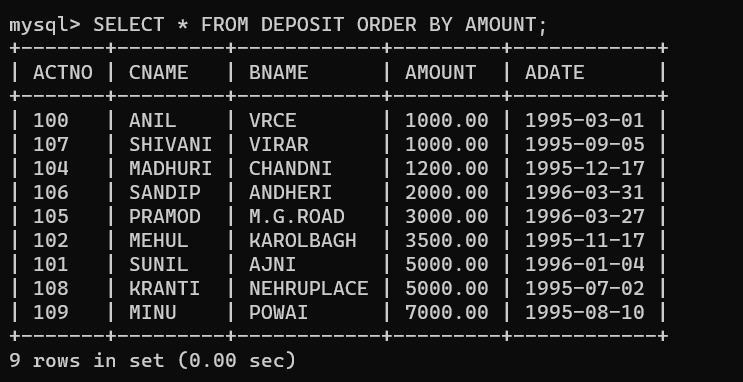 mysql> SELECT * FROM DEPOSIT ORDER BY AMOUNT;
+-------+---------+------------+---------+------------+
| ACTNO | CNAME   | BNAME      | AMOUNT  | ADATE      |
+-------+---------+------------+---------+------------+
| 100   | ANIL    | VRCE       | 1000.00 | 1995-03-01 |
| 107   | SHIVANI | VIRAR      | 1000.00 | 1995-09-05 |
| 104   | MADHURI | CHANDNI    | 1200.00 | 1995-12-17 |
| 106   | SANDIP  | ANDHERI    | 2000.00 | 1996-03-31 |
| 105   | PRAMOD  | M.G.ROAD   | 3000.00 | 1996-03-27 |
| 102   | MEHUL   | KAROLBAGH  | 3500.00 | 1995-11-17 |
| 101   | SUNIL   | AJNI       | 5000.00 | 1996-01-04 |
| 108   | KRANTI  | NEHRUPLACE | 5000.00 | 1995-07-02 |
| 109   | MINU    | POWAI      | 7000.00 | 1995-08-10 |
+-------+---------+------------+---------+------------+
9 rows in set (0.00 sec)